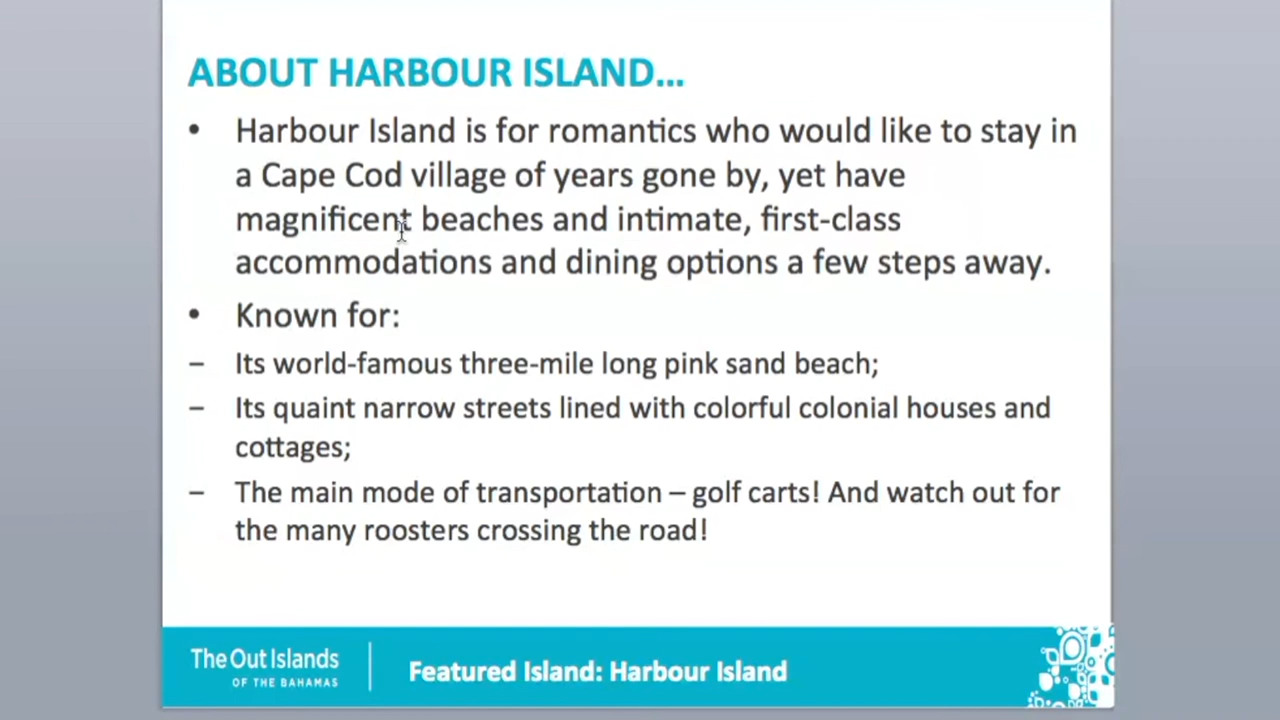 ABOUT HARBOUR ISLAND...
• Harbour Island is for romantics who would like to stay in
a Cape Cod village of years gone by, yet have
magnificent beaches and intimate, first-class
accommodations and dining options a few steps away.
• Known for:
– Its world-famous three-mile long pink sand beach;
– Its quaint narrow streets lined with colorful colonial houses and
cottages;
– The main mode of transportation – golf carts! And watch out for
the many roosters crossing the road!
The Out Islands
OF THE BAHAMAS
Featured Island: Harbour Island